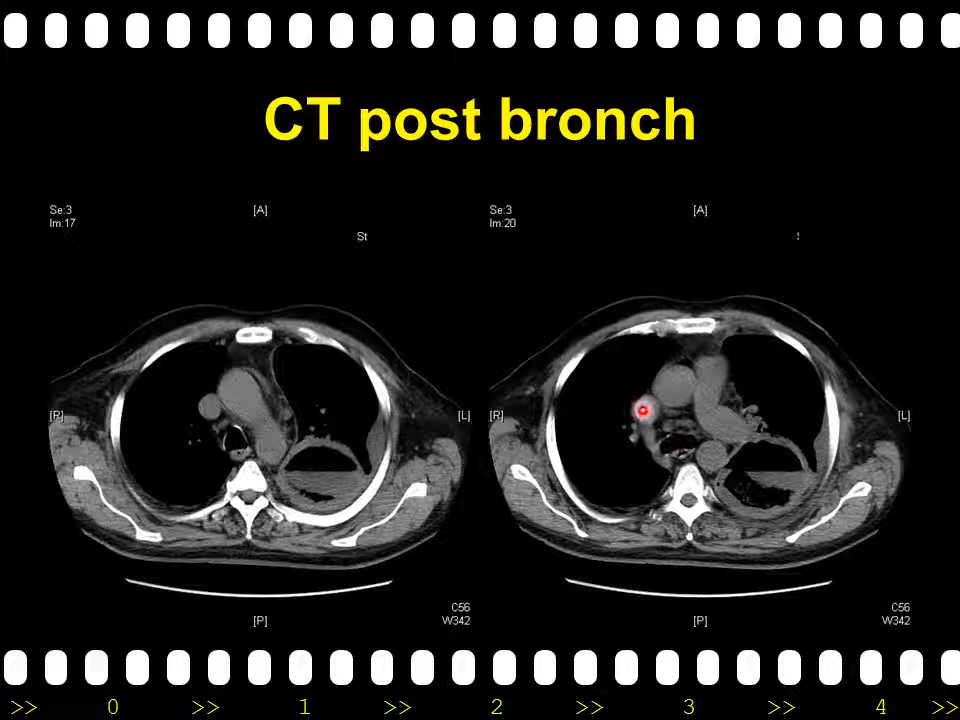 CT post bronch
Se:3
Im:17
[A]
St
[R]
[L]
[P]
C56
W342
Se:3
Im:20
[A]
[R]
[L]
[P]
C56
W342
>> 0 >> 1 >> 2 >> 3 >> 4 >>